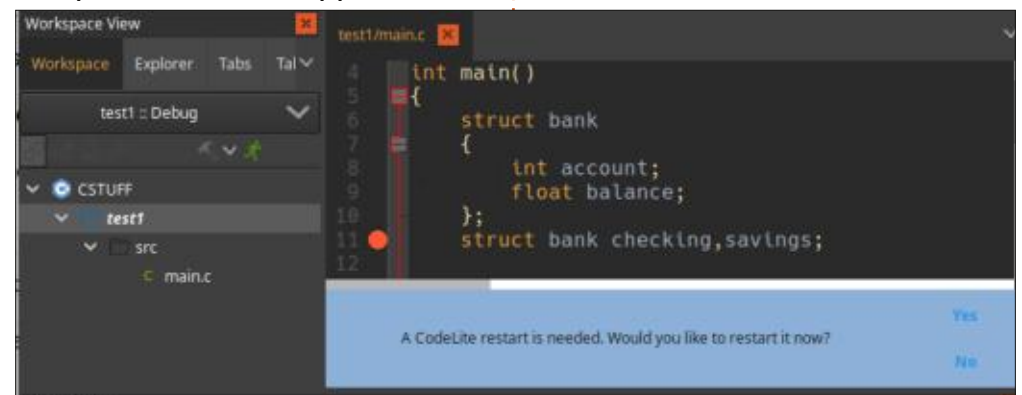 Workspace View
Workspace Explorer Tabs Tal
test1 :: Debug
CSTUFF
test1
src
C main.c
test1/main.c
4 int main()
5 {
6 struct bank
7 {
8 int account;
9 float balance;
10 };
11 struct bank checking,savings;
12
A CodeLite restart is needed. Would you like to restart it now?
Yes
No